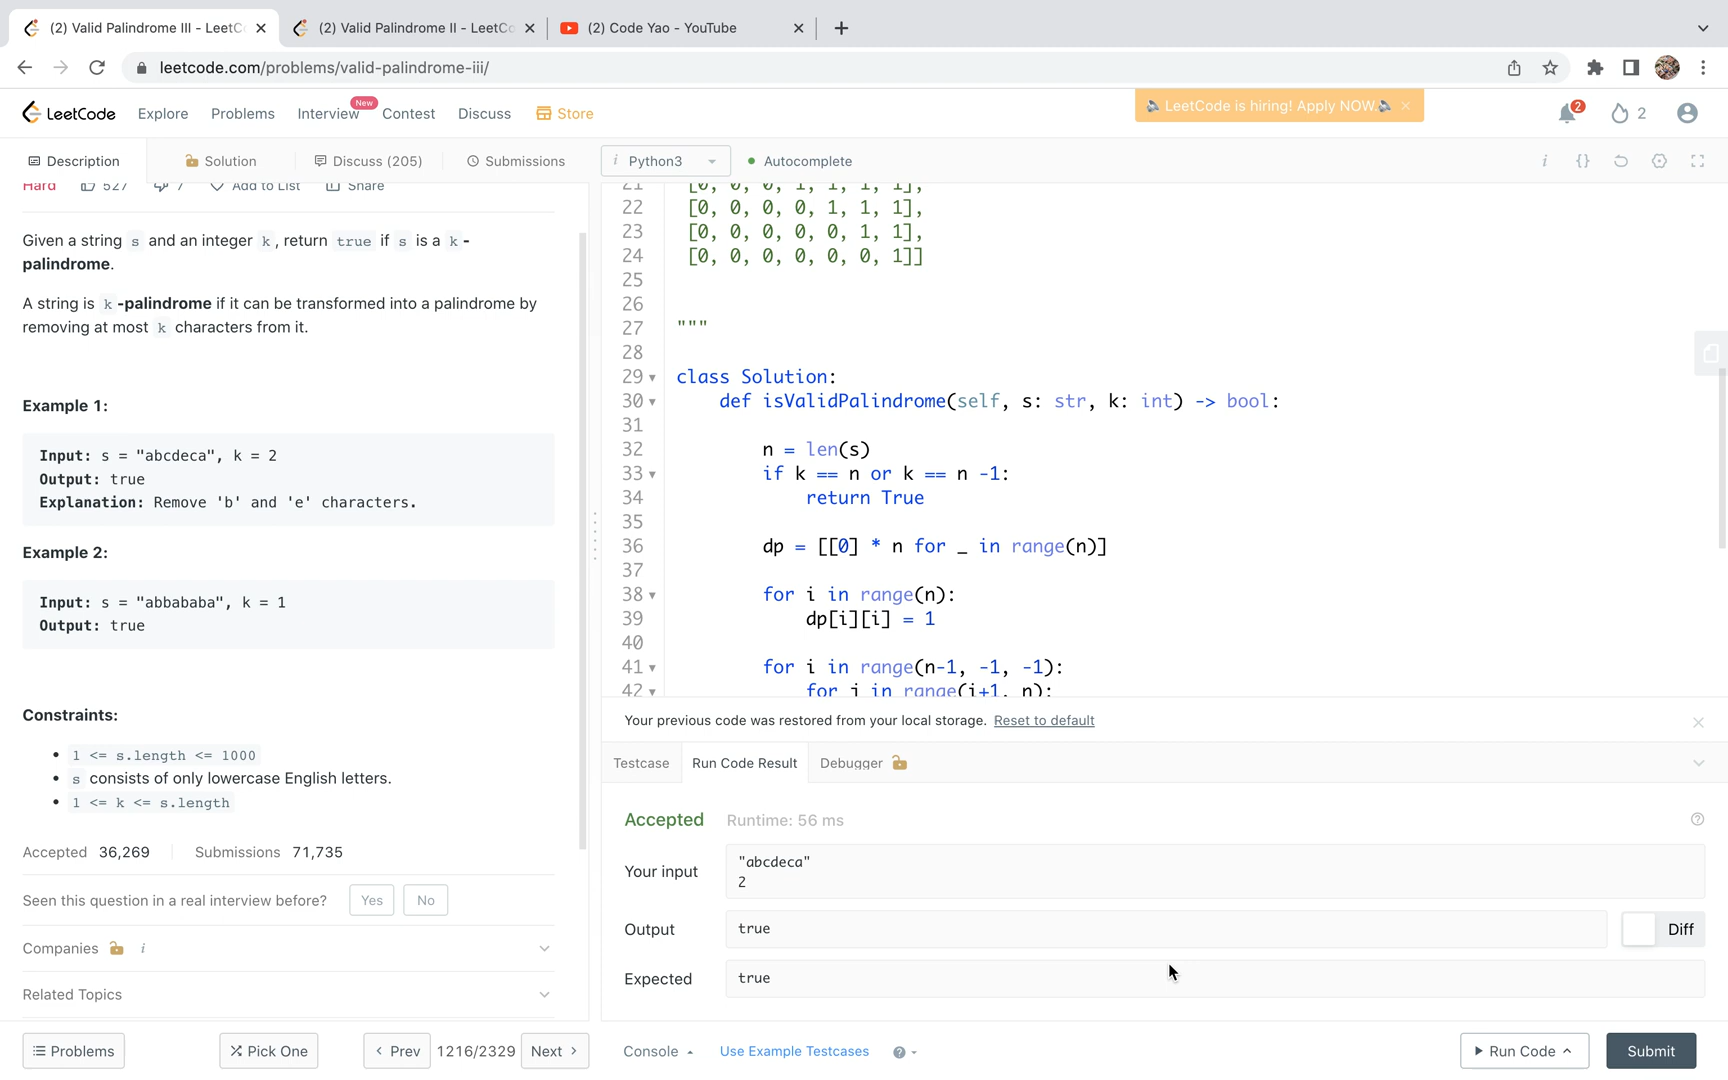 (2) Valid Palindrome III - LeetC
(2) Valid Palindrome II - LeetCo
(2) Code Yao - YouTube
leetcode.com/problems/valid-palindrome-iii/
LeetCode
Explore
Problems
Interview
New
Contest
Discuss
Store
LeetCode is hiring! Apply NOW.
2
2
Description
Solution
Discuss (205)
Submissions
i Python3
Autocomplete
Hard
527
7
Add to List
Share
Given a string s and an integer k, return true if s is a k-
palindrome.
A string is k-palindrome if it can be transformed into a palindrome by
removing at most k characters from it.
Example 1:
Input: s = "abcdeca", k = 2
Output: true
Explanation: Remove 'b' and 'e' characters.
Example 2:
Input: s = "abbababa", k = 1
Output: true
Constraints:
1 <= s.length <= 1000
s consists of only lowercase English letters.
1 <= k <= s.length
Accepted 36,269
Submissions 71,735
Seen this question in a real interview before?
Yes
No
Companies i
Related Topics
Problems
Pick One
Prev
1216/2329
Next
21 [0, 0, 0, 1, 1, 1, 1],
22 [0, 0, 0, 0, 1, 1, 1],
23 [0, 0, 0, 0, 0, 1, 1],
24 [0, 0, 0, 0, 0, 0, 1]]
25
26
27 """
28
29 class Solution:
30 def isValidPalindrome(self, s: str, k: int) -> bool:
31
32 n = len(s)
33 if k == n or k == n -1:
34 return True
35
36 dp = [[0] * n for _ in range(n)]
37
38 for i in range(n):
39 dp[i][i] = 1
40
41 for i in range(n-1, -1, -1):
42 for j in range(i+1, n):
Your previous code was restored from your local storage. Reset to default
Testcase
Run Code Result
Debugger
Accepted
Runtime: 56 ms
Your input
"abcdeca"
2
Output
true
Diff
Expected
true
Console
Use Example Testcases
Run Code
Submit